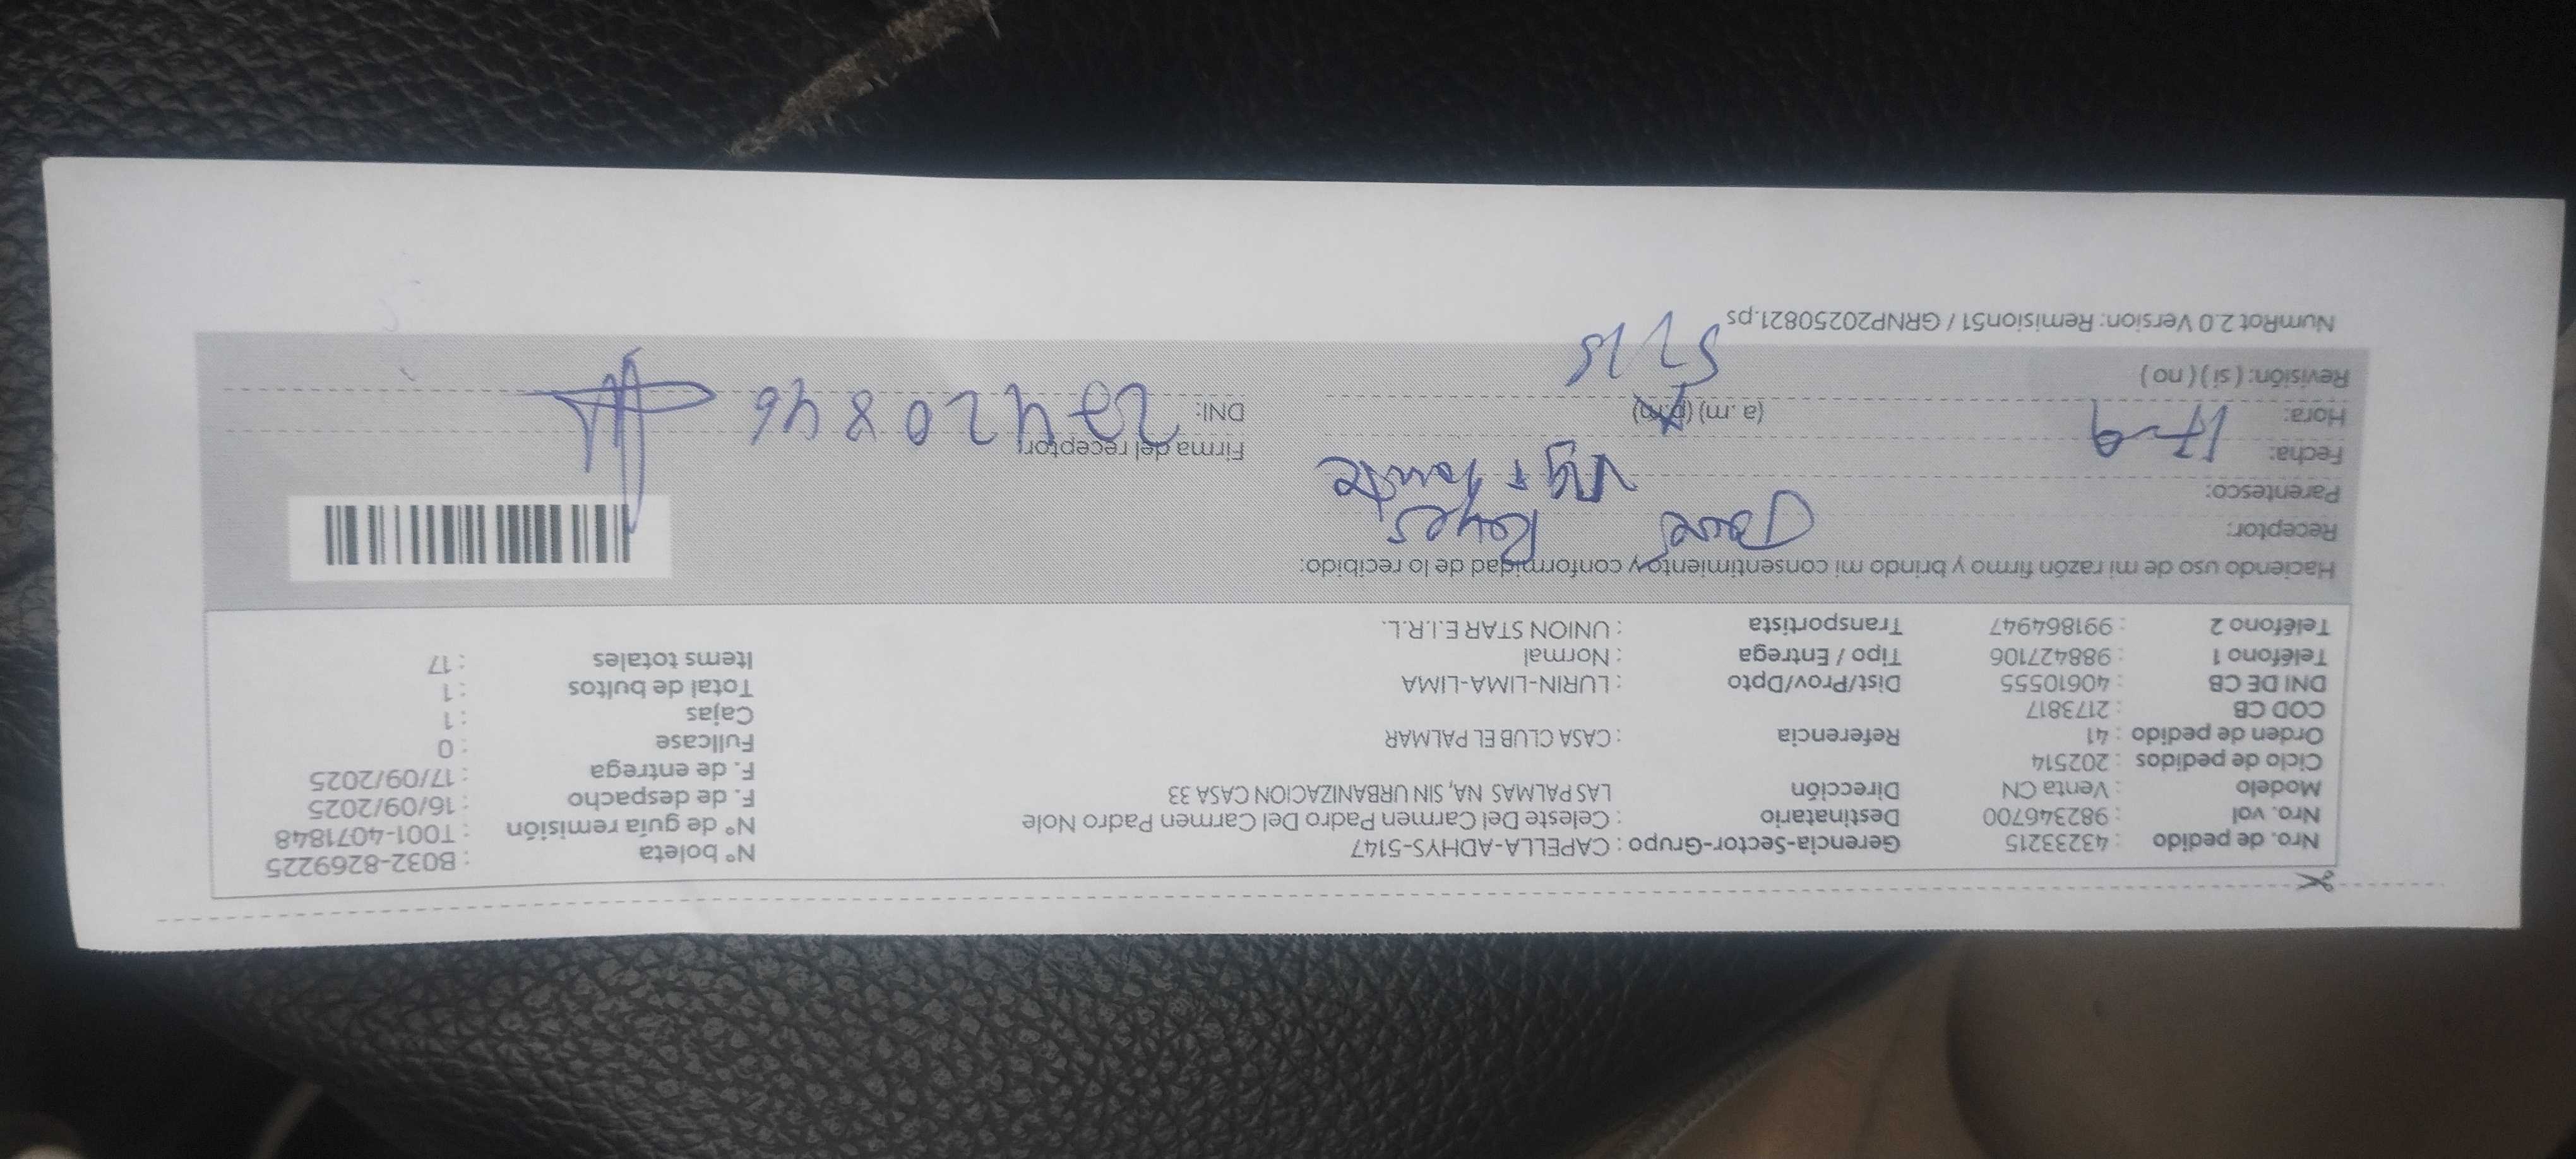 Nro. de pedido : 43233215 Gerencia-Sector-Grupo : CAPELLA-ADHYS-5147 N° boleta : B032-8269225
Nro. vol : 982346700 Destinatario : Celeste Del Carmen Padro Del Carmen Padro Nole N° de guía remisión : T001-4071848
Modelo : Venta CN Dirección LAS PALMAS NA, SIN URBANIZACION CASA 33 F. de despacho : 16/09/2025
Ciclo de pedidos : 202514 F. de entrega : 17/09/2025
Orden de pedido : 41 Referencia : CASA CLUB EL PALMAR Fullcase : 0
COD CB : 2173817 Cajas : 1
DNI DE CB : 40610555 Dist/Prov/Dpto : LURIN-LIMA-LIMA Total de bultos : 1
Teléfono 1 : 988427106 Tipo / Entrega : Normal Items totales : 17
Teléfono 2 : 991864947 Transportista : UNION STAR E.I.R.L.
Haciendo uso de mi razón firmo y brindo mi consentimiento y conformidad de lo recibido:
Receptor: Reyes
Parentesco:
Fecha: 17-9 Firma del receptor
Hora: (a. m) (p.m) DNI:
Revisión: ( si ) ( no )
NumRot 2.0 Version: Remision51 / GRNP20250821.ps